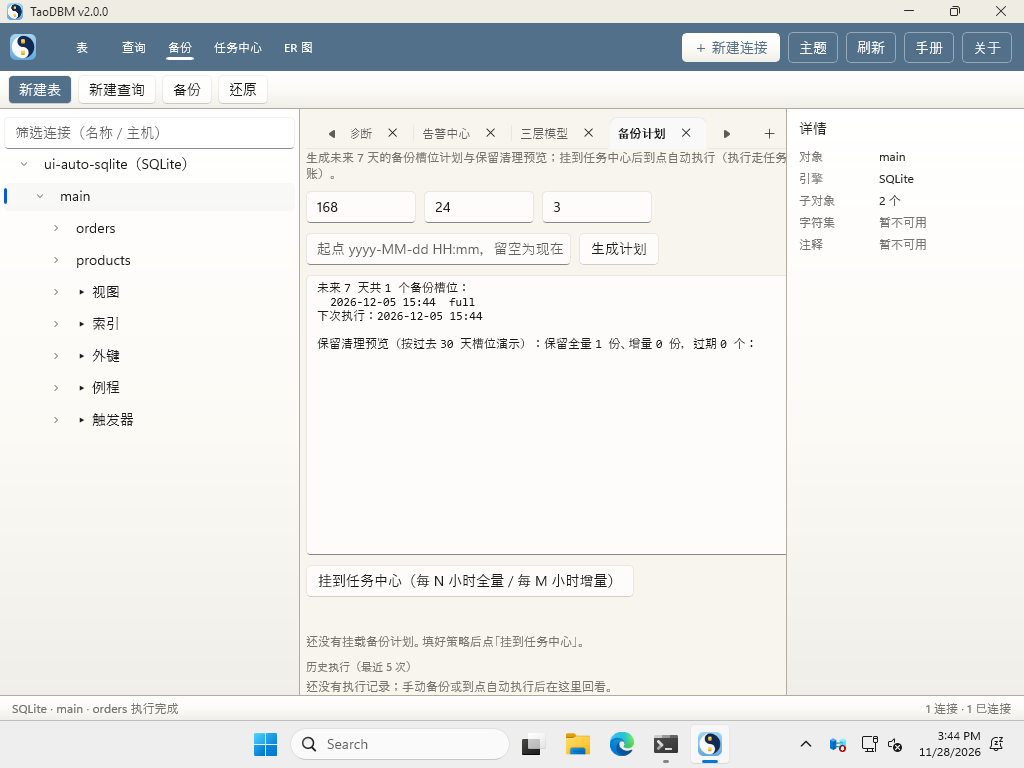 TaoDBM v2.0.0
表
查询
备份
任务中心
ER 图
+ 新建连接
主题
刷新
手册
关于
新建表
新建查询
备份
还原
筛选连接（名称 / 主机）
ui-auto-sqlite（SQLite）
main
orders
products
视图
索引
外键
例程
触发器
诊断
告警中心
三层模型
备份计划
生成未来 7 天的备份槽位计划与保留清理预览；挂到任务中心后到点自动执行（执行走任务
账）。
168
24
3
起点 yyyy-MM-dd HH:mm，留空为现在
生成计划
未来 7 天共 1 个备份槽位：
2026-12-05 15:44 full
下次执行：2026-12-05 15:44
保留清理预览（按过去 30 天槽位演示）：保留全量 1 份、增量 0 份，过期 0 个：
挂到任务中心（每 N 小时全量 / 每 M 小时增量）
还没有挂载备份计划。填好策略后点「挂到任务中心」。
历史执行（最近 5 次）
还没有执行记录：手动备份或到点自动执行后在这里回看。
详情
对象 main
引擎 SQLite
子对象 2 个
字符集 暂不可用
注释 暂不可用
SQLite · main · orders 执行完成
1 连接 · 1 已连接
Search
3:44 PM
11/28/2026